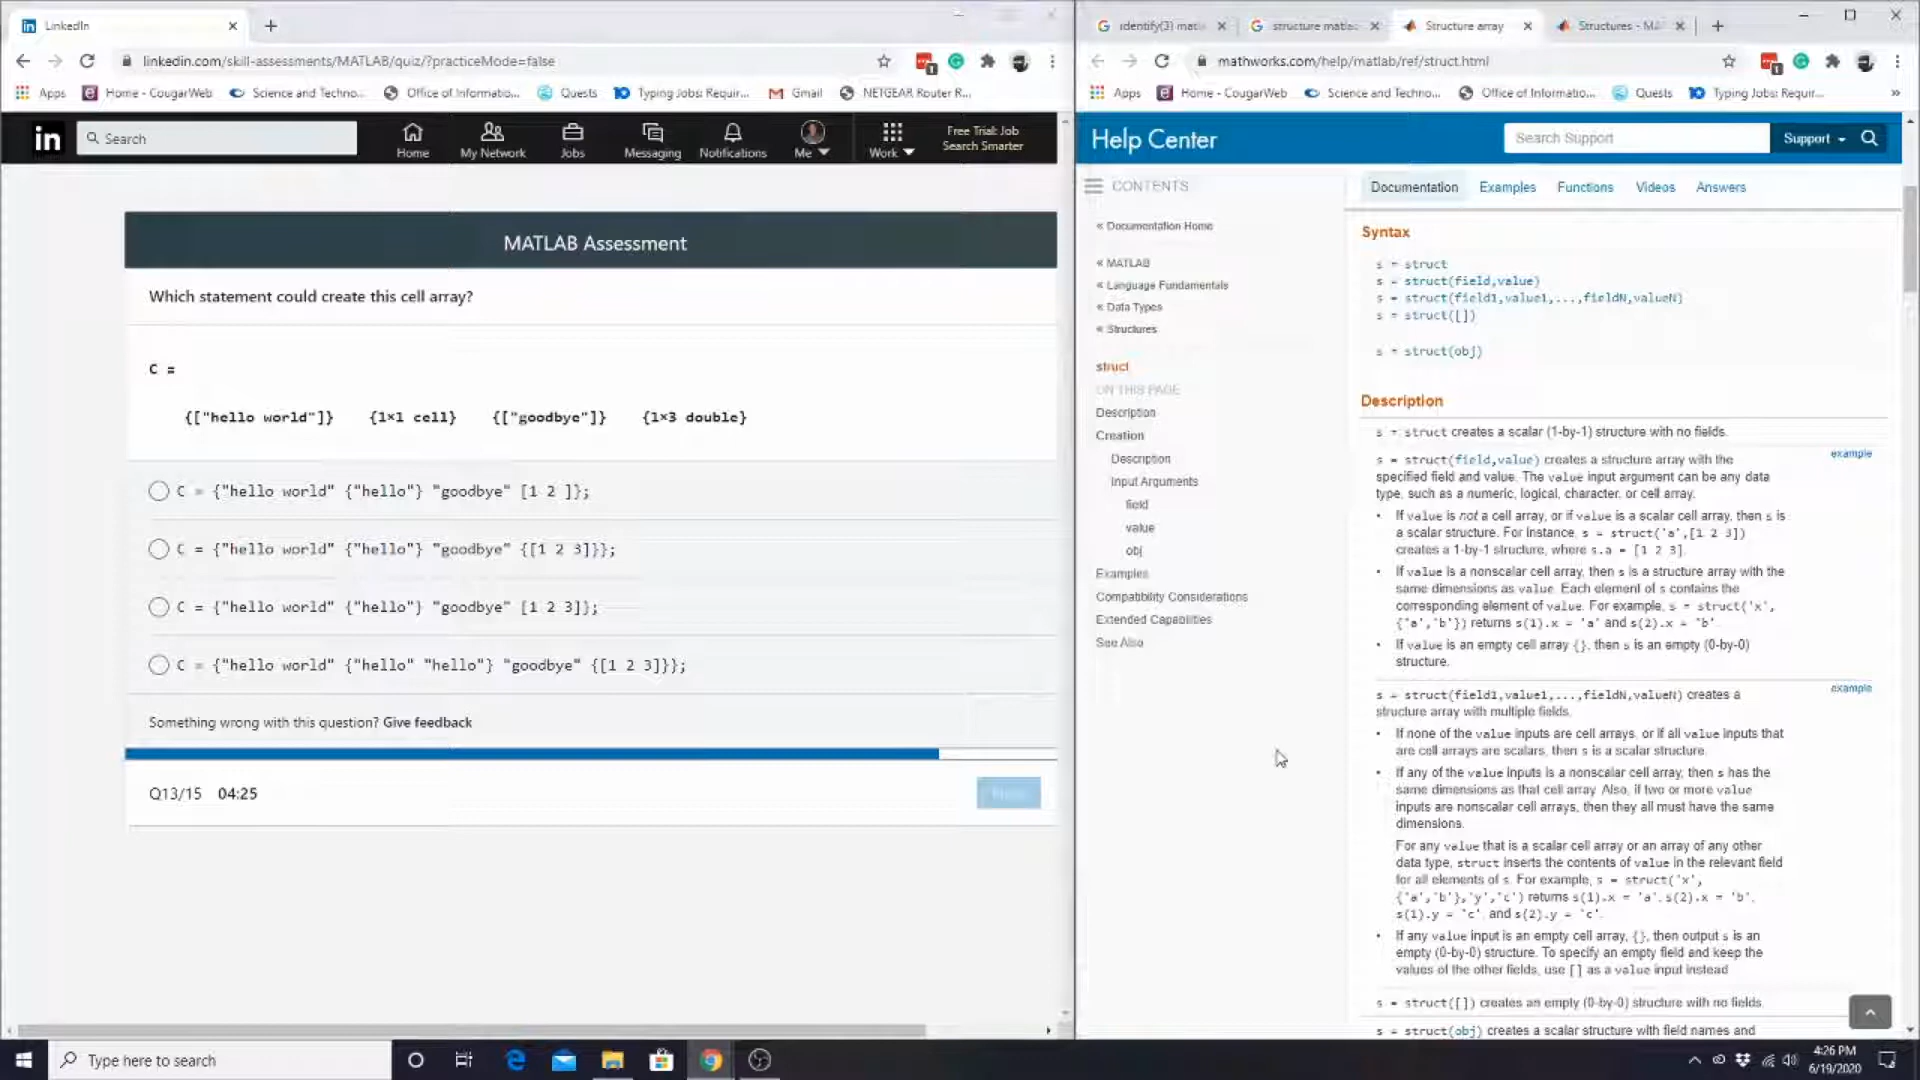 LinkedIn
linkedin.com/skill-assessments/MATLAB/quiz/?practiceMode=false
Apps
Home - CougarWeb
Science and Techno...
Office of Informatio...
Quests
Typing Jobs: Requir...
Gmail
NETGEAR Router R...
in
Search
Home
My Network
Jobs
Messaging
Notifications
Me
Work
Free Trial: Job
Search Smarter
MATLAB Assessment
Which statement could create this cell array?
C =
{["hello world"]} {1×1 cell} {["goodbye"]} {1×3 double}
C = {"hello world" {"hello"} "goodbye" [1 2 ]};
C = {"hello world" {"hello"} "goodbye" {[1 2 3]}};
C = {"hello world" {"hello"} "goodbye" [1 2 3]};
C = {"hello world" {"hello" "hello"} "goodbye" {[1 2 3]}};
Something wrong with this question? Give feedback
Q13/15 04:25
identify(3) matl
structure matlab
Structure array
Structures - MA
mathworks.com/help/matlab/ref/struct.html
Apps
Home - CougarWeb
Science and Techno...
Office of Informatio...
Quests
Typing Jobs: Requir...
»
Help Center
Search Support
Support
CONTENTS
Documentation
Examples
Functions
Videos
Answers
« Documentation Home
« MATLAB
« Language Fundamentals
« Data Types
« Structures
struct
ON THIS PAGE
Description
Creation
Description
Input Arguments
field
value
obj
Examples
Compatibility Considerations
Extended Capabilities
See Also
Syntax
s = struct
s = struct(field,value)
s = struct(field1,value1,...,fieldN,valueN)
s = struct([])
s = struct(obj)
Description
s = struct creates a scalar (1-by-1) structure with no fields.
s = struct(field,value) creates a structure array with the
example
specified field and value. The value input argument can be any data
type, such as a numeric, logical, character, or cell array.
• If value is not a cell array, or if value is a scalar cell array, then s is
a scalar structure. For instance, s = struct('a',[1 2 3])
creates a 1-by-1 structure, where s.a = [1 2 3].
• If value is a nonscalar cell array, then s is a structure array with the
same dimensions as value. Each element of s contains the
corresponding element of value. For example, s = struct('x',
{'a','b'}) returns s(1).x = 'a' and s(2).x = 'b'.
• If value is an empty cell array {}, then s is an empty (0-by-0)
structure.
s = struct(field1,value1,...,fieldN,valueN) creates a
example
structure array with multiple fields.
• If none of the value inputs are cell arrays, or if all value inputs that
are cell arrays are scalars, then s is a scalar structure.
• If any of the value inputs is a nonscalar cell array, then s has the
same dimensions as that cell array. Also, if two or more value
inputs are nonscalar cell arrays, then they all must have the same
dimensions.
For any value that is a scalar cell array or an array of any other
data type, struct inserts the contents of value in the relevant field
for all elements of s. For example, s = struct('x',
{'a','b'},'y','c') returns s(1).x = 'a', s(2).x = 'b',
s(1).y = 'c', and s(2).y = 'c'.
• If any value input is an empty cell array, {}, then output s is an
empty (0-by-0) structure. To specify an empty field and keep the
values of the other fields, use [] as a value input instead.
s = struct([]) creates an empty (0-by-0) structure with no fields.
s = struct(obj) creates a scalar structure with field names and
Type here to search
4:26 PM
6/19/2020